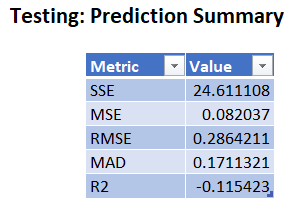 Testing: Prediction Summary
Metric Value
SSE 24.611108
MSE 0.082037
RMSE 0.2864211
MAD 0.1711321
R2 -0.115423